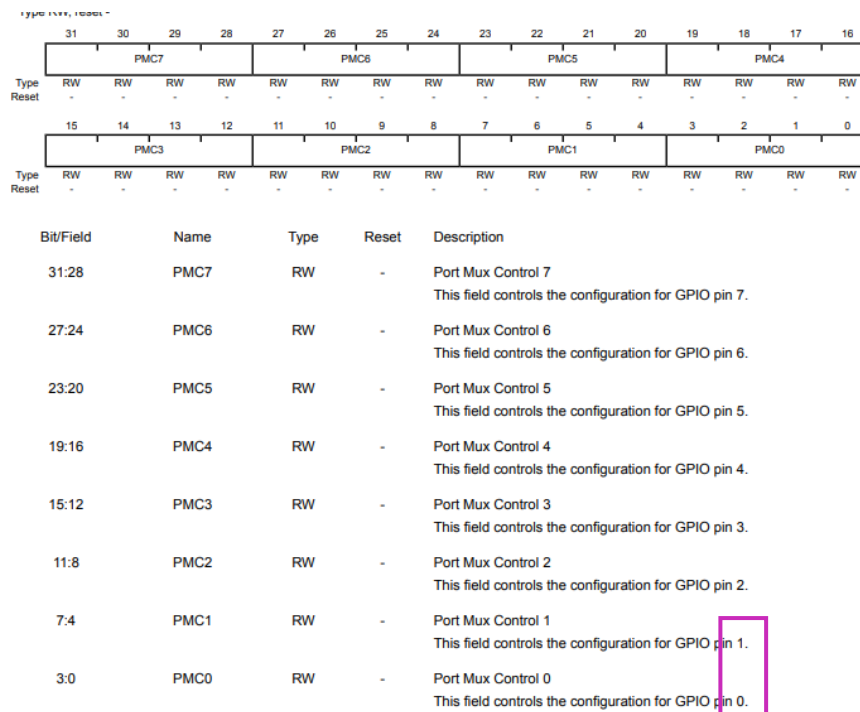 Type RW, reset -
31 30 29 28 27 26 25 24 23 22 21 20 19 18 17 16
PMC7 PMC6 PMC5 PMC4
Type RW RW RW RW RW RW RW RW RW RW RW RW RW RW RW RW
Reset - - - - - - - - - - - - - - - -
15 14 13 12 11 10 9 8 7 6 5 4 3 2 1 0
PMC3 PMC2 PMC1 PMC0
Type RW RW RW RW RW RW RW RW RW RW RW RW RW RW RW RW
Reset - - - - - - - - - - - - - - - -
Bit/Field Name Type Reset Description
31:28 PMC7 RW - Port Mux Control 7
This field controls the configuration for GPIO pin 7.
27:24 PMC6 RW - Port Mux Control 6
This field controls the configuration for GPIO pin 6.
23:20 PMC5 RW - Port Mux Control 5
This field controls the configuration for GPIO pin 5.
19:16 PMC4 RW - Port Mux Control 4
This field controls the configuration for GPIO pin 4.
15:12 PMC3 RW - Port Mux Control 3
This field controls the configuration for GPIO pin 3.
11:8 PMC2 RW - Port Mux Control 2
This field controls the configuration for GPIO pin 2.
7:4 PMC1 RW - Port Mux Control 1
This field controls the configuration for GPIO pin 1.
3:0 PMC0 RW - Port Mux Control 0
This field controls the configuration for GPIO pin 0.